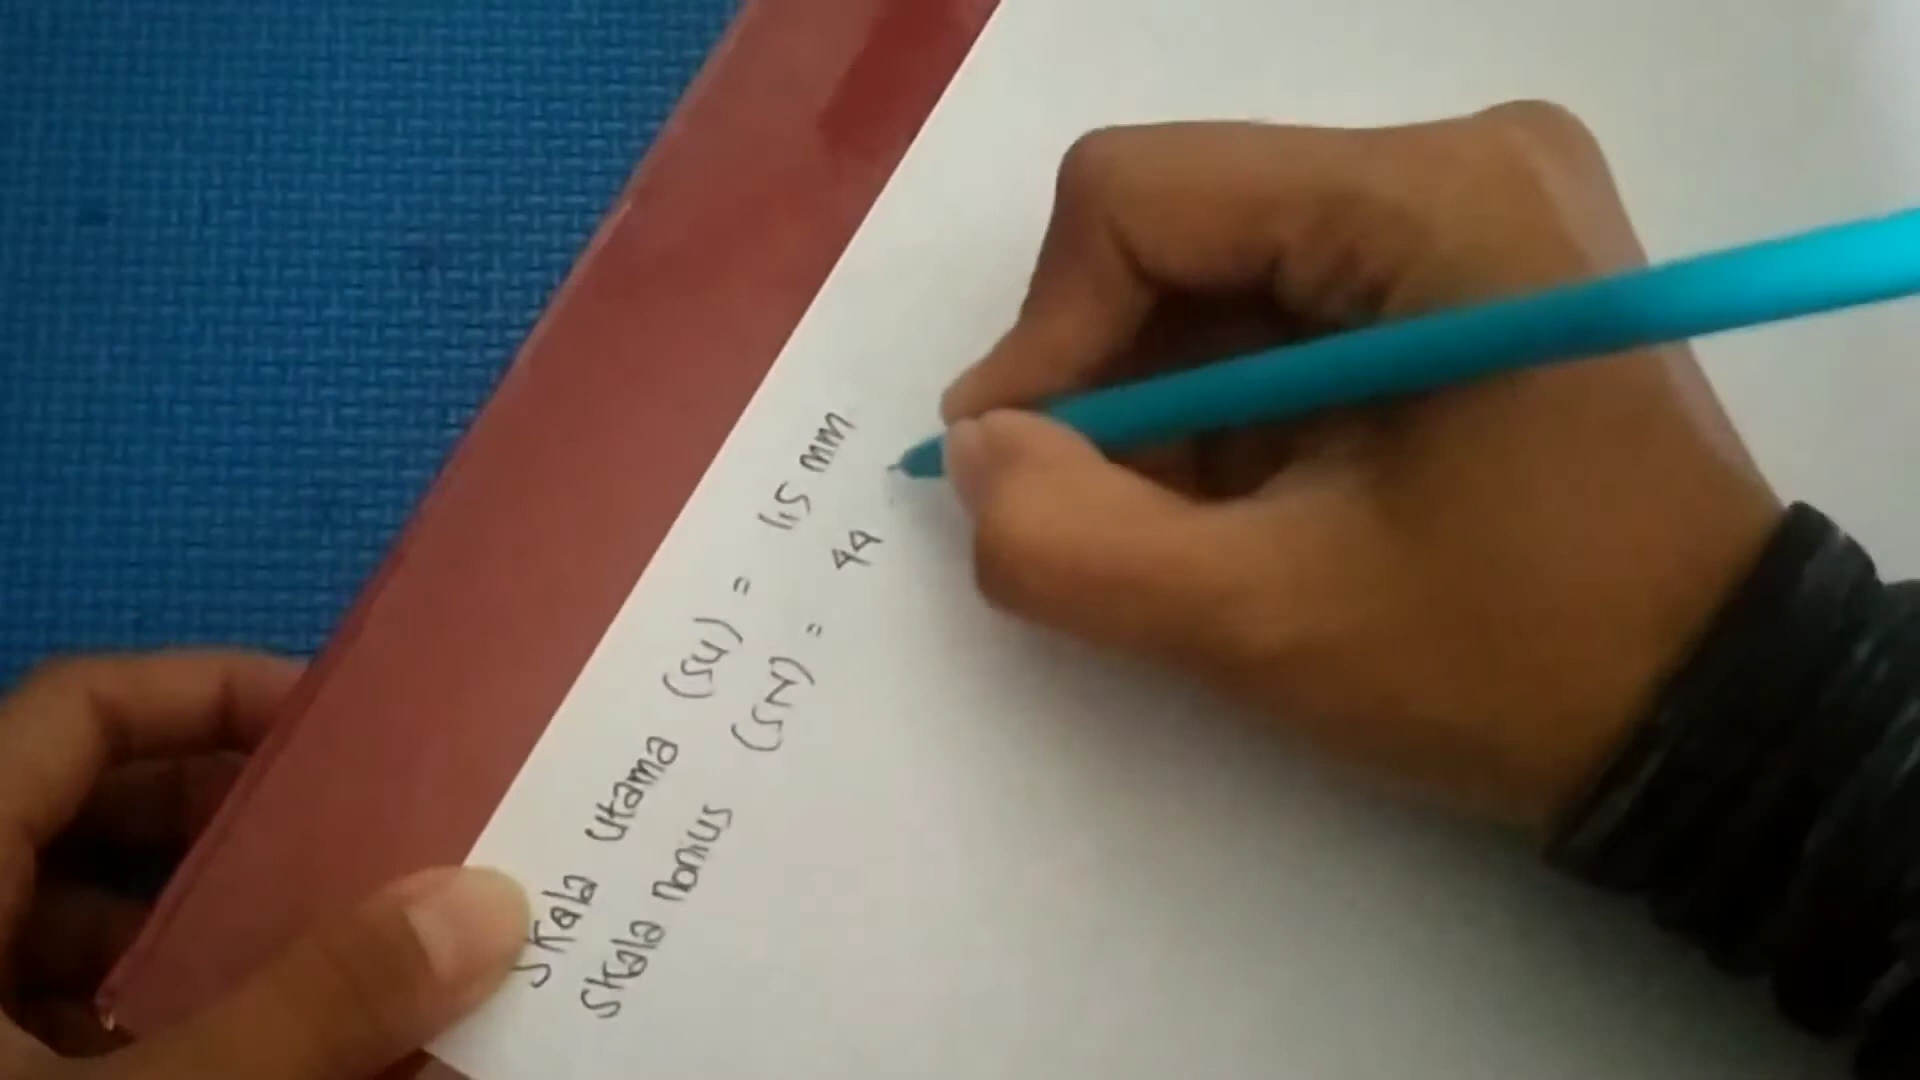 Skala Utama (SU) = 1,5 mm
Skala nonius (SN) = 44